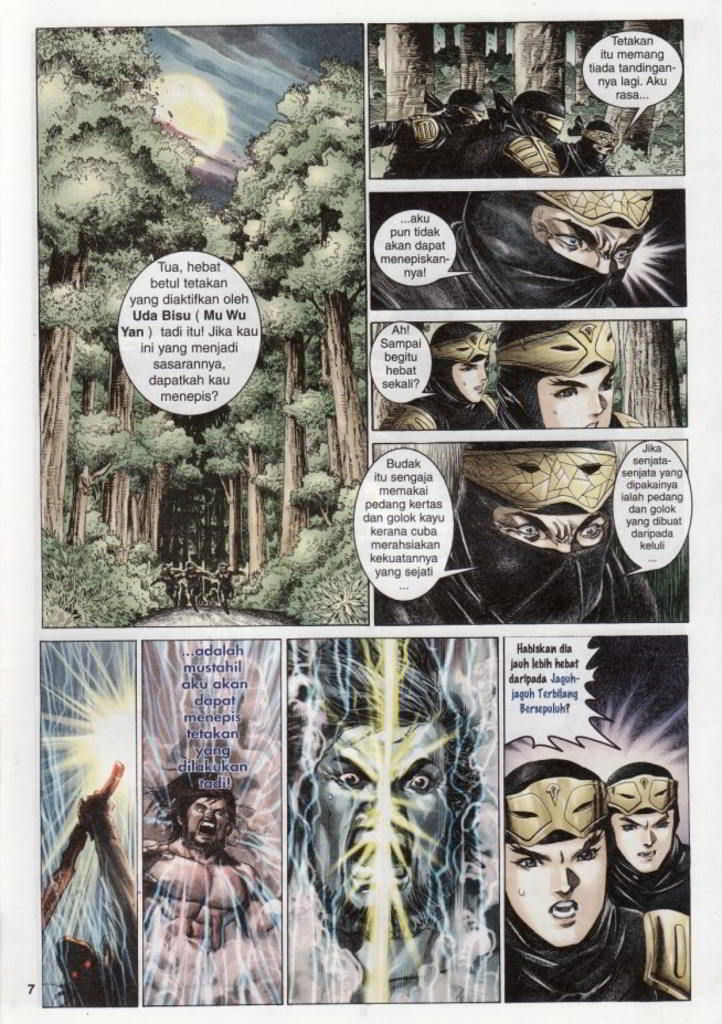 Tua, hebat
betul tetakan
yang diaktifkan oleh
Uda Bisu ( Mu Wu
Yan ) tadi itu! Jika kau
ini yang menjadi
sasarannya,
dapatkah kau
menepis?
Tetakan
itu memang
tiada tandingan-
nya lagi. Aku
rasa...
...aku
pun tidak
akan dapat
menepiskan-
nya!
Ah!
Sampai
begitu
hebat
sekali?
Budak
itu sengaja
memakai
pedang kertas
dan golok kayu
kerana cuba
merahsiakan
kekuatannya
yang sejati
...
Jika
senjata-
senjata yang
dipakainya
ialah pedang
dan golok
yang dibuat
daripada
keluli
...
...adalah
mustahil
aku akan
dapat
menepis
tetakan
yang
dilakukan
tadi!
Habiskan dia
jauh lebih hebat
daripada Jaguh-
jaguh Terbilang
Bersepuluh?
7